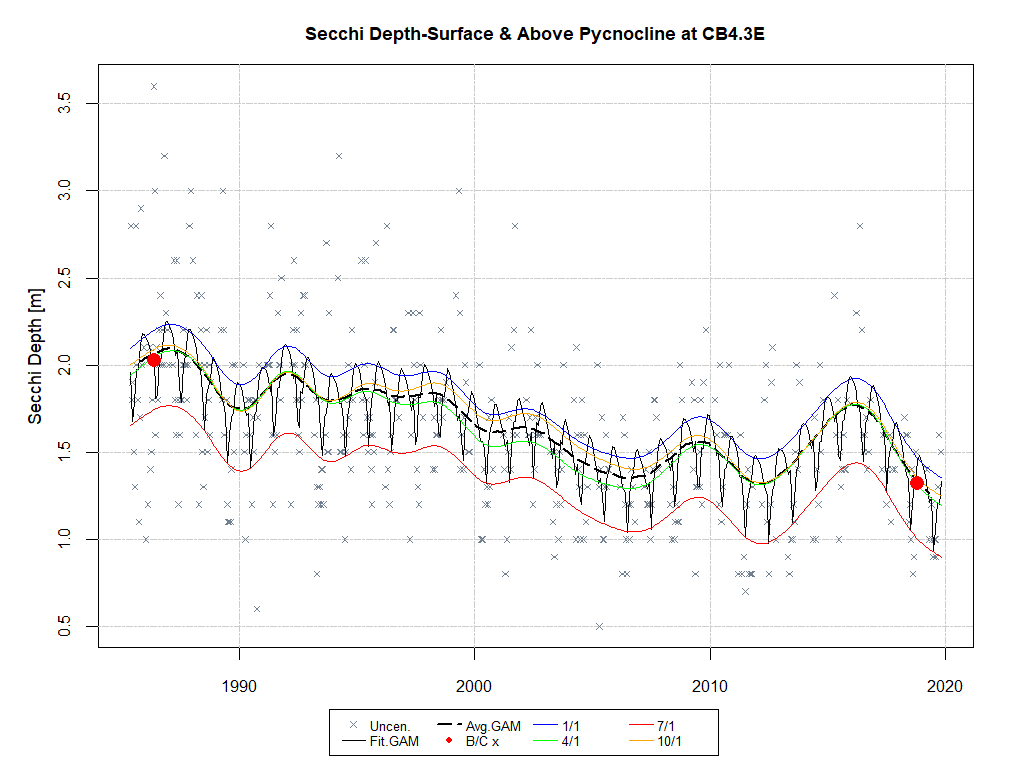 Secchi Depth-Surface & Above Pycnocline at CB4.3E
Secchi Depth [m]
3.5
3.0
2.5
2.0
1.5
1.0
0.5
1990 2000 2010 2020
Uncen. Avg.GAM 1/1 7/1
Fit.GAM B/C x 4/1 10/1